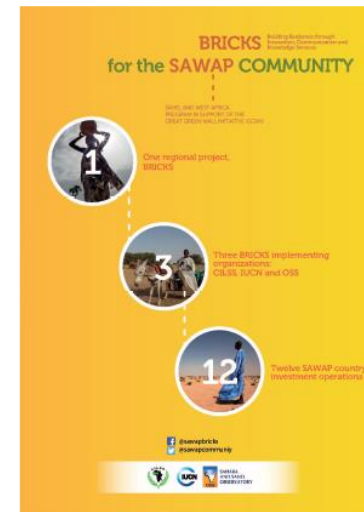 BRICKS Building Resilience through
Innovation, Communication and
Knowledge Services
for the SAWAP COMMUNITY
SAHEL AND WEST AFRICA
PROGRAM IN SUPPORT OF THE
GREAT GREEN WALL INITIATIVE
1
One regional project,
BRICKS
3
Three BRICKS implementing
organizations:
CILSS, IUCN and OSS
12
Twelve SAWAP country
investment operations
@sawapbricks
@sawapcommuniy
IUCN
SAHARA
AND SAHEL
OBSERVATORY